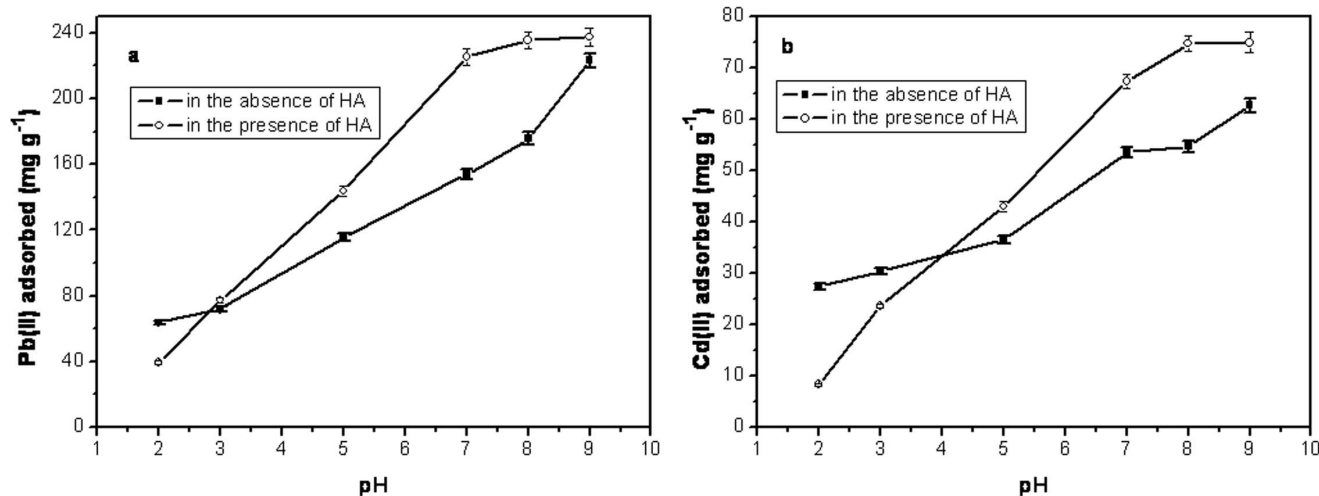 a
in the absence of HA
in the presence of HA
Pb(II) adsorbed (mg g⁻¹)
240
200
160
120
80
40
0
1 2 3 4 5 6 7 8 9 10
pH
b
in the absence of HA
in the presence of HA
Cd(II) adsorbed (mg g⁻¹)
80
70
60
50
40
30
20
10
0
1 2 3 4 5 6 7 8 9 10
pH